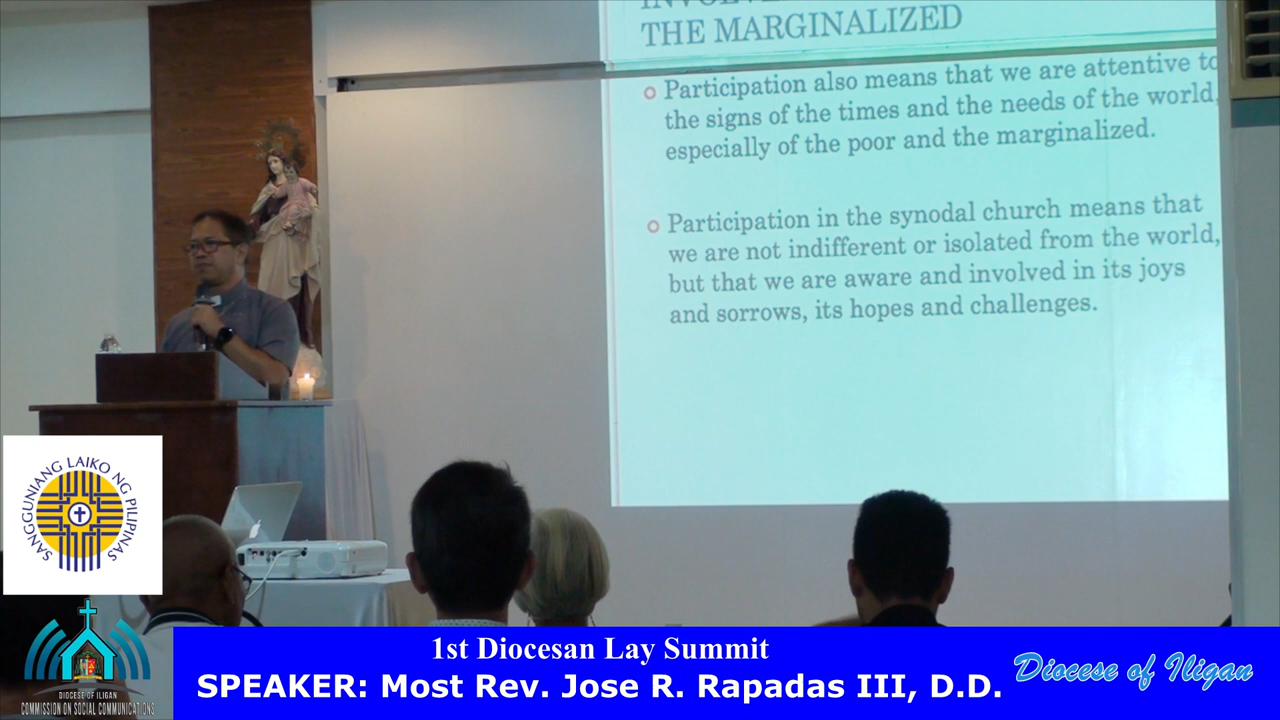 THE MARGINALIZED
Participation also means that we are attentive to
the signs of the times and the needs of the world,
especially of the poor and the marginalized.
Participation in the synodal church means that
we are not indifferent or isolated from the world,
but that we are aware and involved in its joys
and sorrows, its hopes and challenges.
SANGGUNIANG LAIKO NG PILIPINAS
DIOCESE OF ILIGAN
COMMISSION ON SOCIAL COMMUNICATIONS
1st Diocesan Lay Summit
SPEAKER: Most Rev. Jose R. Rapadas III, D.D.
Diocese of Iligan